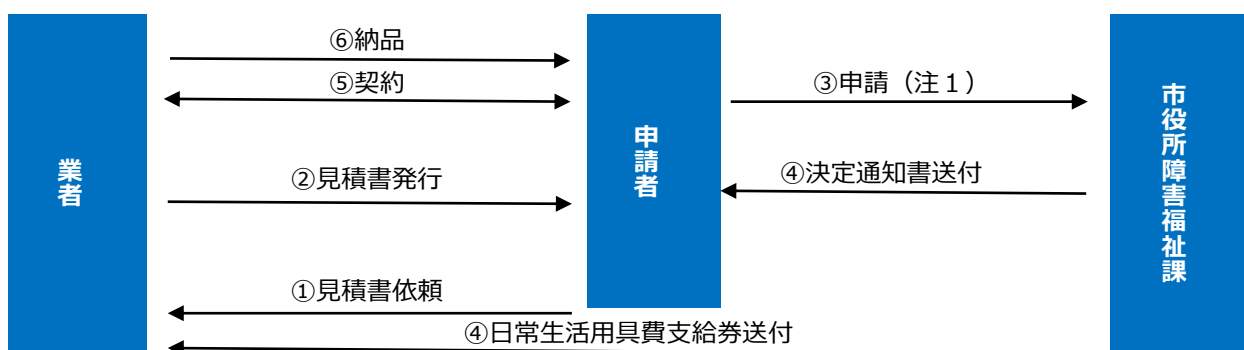 ⑥納品
⑤契約
③申請（注１）
業者
②見積書発行
申請者
④決定通知書送付
市役所障害福祉課
①見積書依頼
④日常生活用具費支給券送付